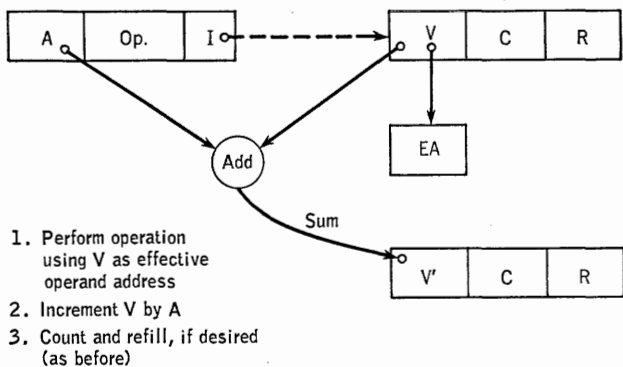 A Op. I V C R
EA
Add
Sum
V' C R
1. Perform operation
using V as effective
operand address
2. Increment V by A
3. Count and refill, if desired
(as before)